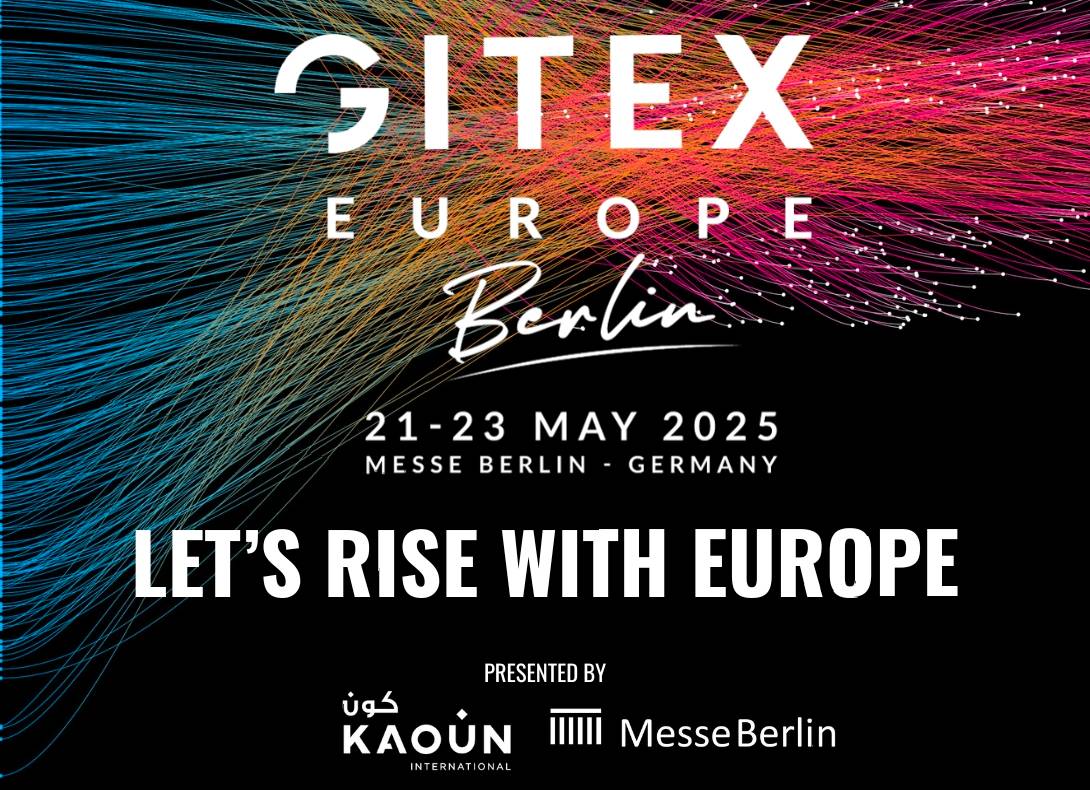 GITEX
EUROPE
Berlin
21-23 MAY 2025
MESSE BERLIN - GERMANY
LET’S RISE WITH EUROPE
PRESENTED BY
كون
KAOUN
INTERNATIONAL
Messe Berlin